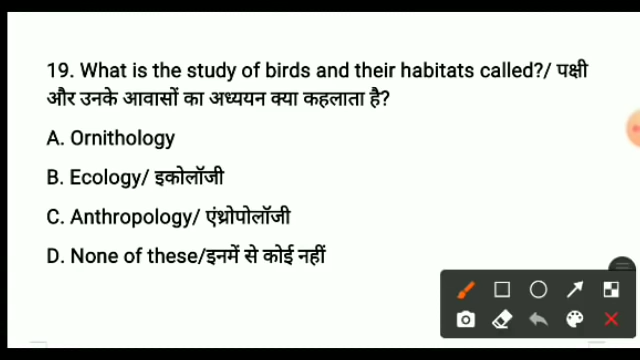 19. What is the study of birds and their habitats called?/ पक्षी
और उनके आवासों का अध्ययन क्या कहलाता है?
A. Ornithology
B. Ecology/ इकोलॉजी
C. Anthropology/ एंथ्रोपोलॉजी
D. None of these/इनमें से कोई नहीं